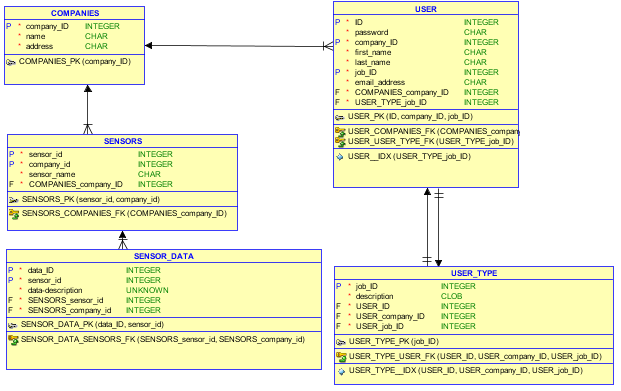 COMPANIES
P * company_ID INTEGER
* name CHAR
* address CHAR
COMPANIES_PK (company_ID)
USER
P * ID INTEGER
* password CHAR
P * company_ID INTEGER
* first_name CHAR
* last_name CHAR
P * job_ID INTEGER
* email_address CHAR
F * COMPANIES_company_ID INTEGER
F * USER_TYPE_job_ID INTEGER
USER_PK (ID, company_ID, job_ID)
USER_COMPANIES_FK (COMPANIES_company
USER_USER_TYPE_FK (USER_TYPE_job_ID)
USER__IDX (USER_TYPE_job_ID)
SENSORS
P * sensor_id INTEGER
P * company_id INTEGER
* sensor_name CHAR
F * COMPANIES_company_ID INTEGER
SENSORS_PK (sensor_id, company_id)
SENSORS_COMPANIES_FK (COMPANIES_company_ID)
SENSOR_DATA
P * data_ID INTEGER
P * sensor_id INTEGER
* data-description UNKNOWN
F * SENSORS_sensor_id INTEGER
F * SENSORS_company_id INTEGER
SENSOR_DATA_PK (data_ID, sensor_id)
SENSOR_DATA_SENSORS_FK (SENSORS_sensor_id, SENSORS_company_id)
USER_TYPE
P * job_ID INTEGER
* description CLOB
F * USER_ID INTEGER
F * USER_company_ID INTEGER
F * USER_job_ID INTEGER
USER_TYPE_PK (job_ID)
USER_TYPE_USER_FK (USER_ID, USER_company_ID, USER_job_ID)
USER_TYPE__IDX (USER_ID, USER_company_ID, USER_job_ID)